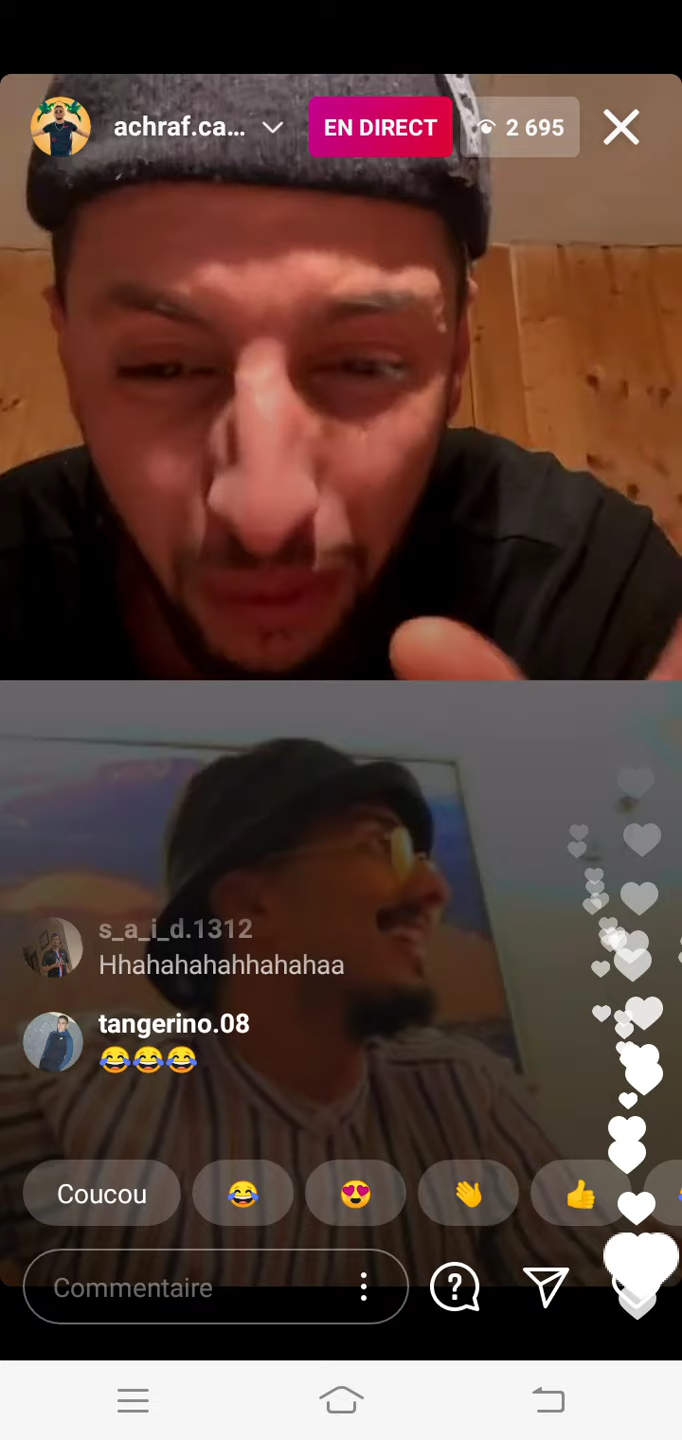 achraf.ca...
EN DIRECT
2 695
s_a_i_d.1312
Hhahahahahhahahaa
tangerino.08
😂😂😂
Coucou
😂
😍
👋
👍
Commentaire